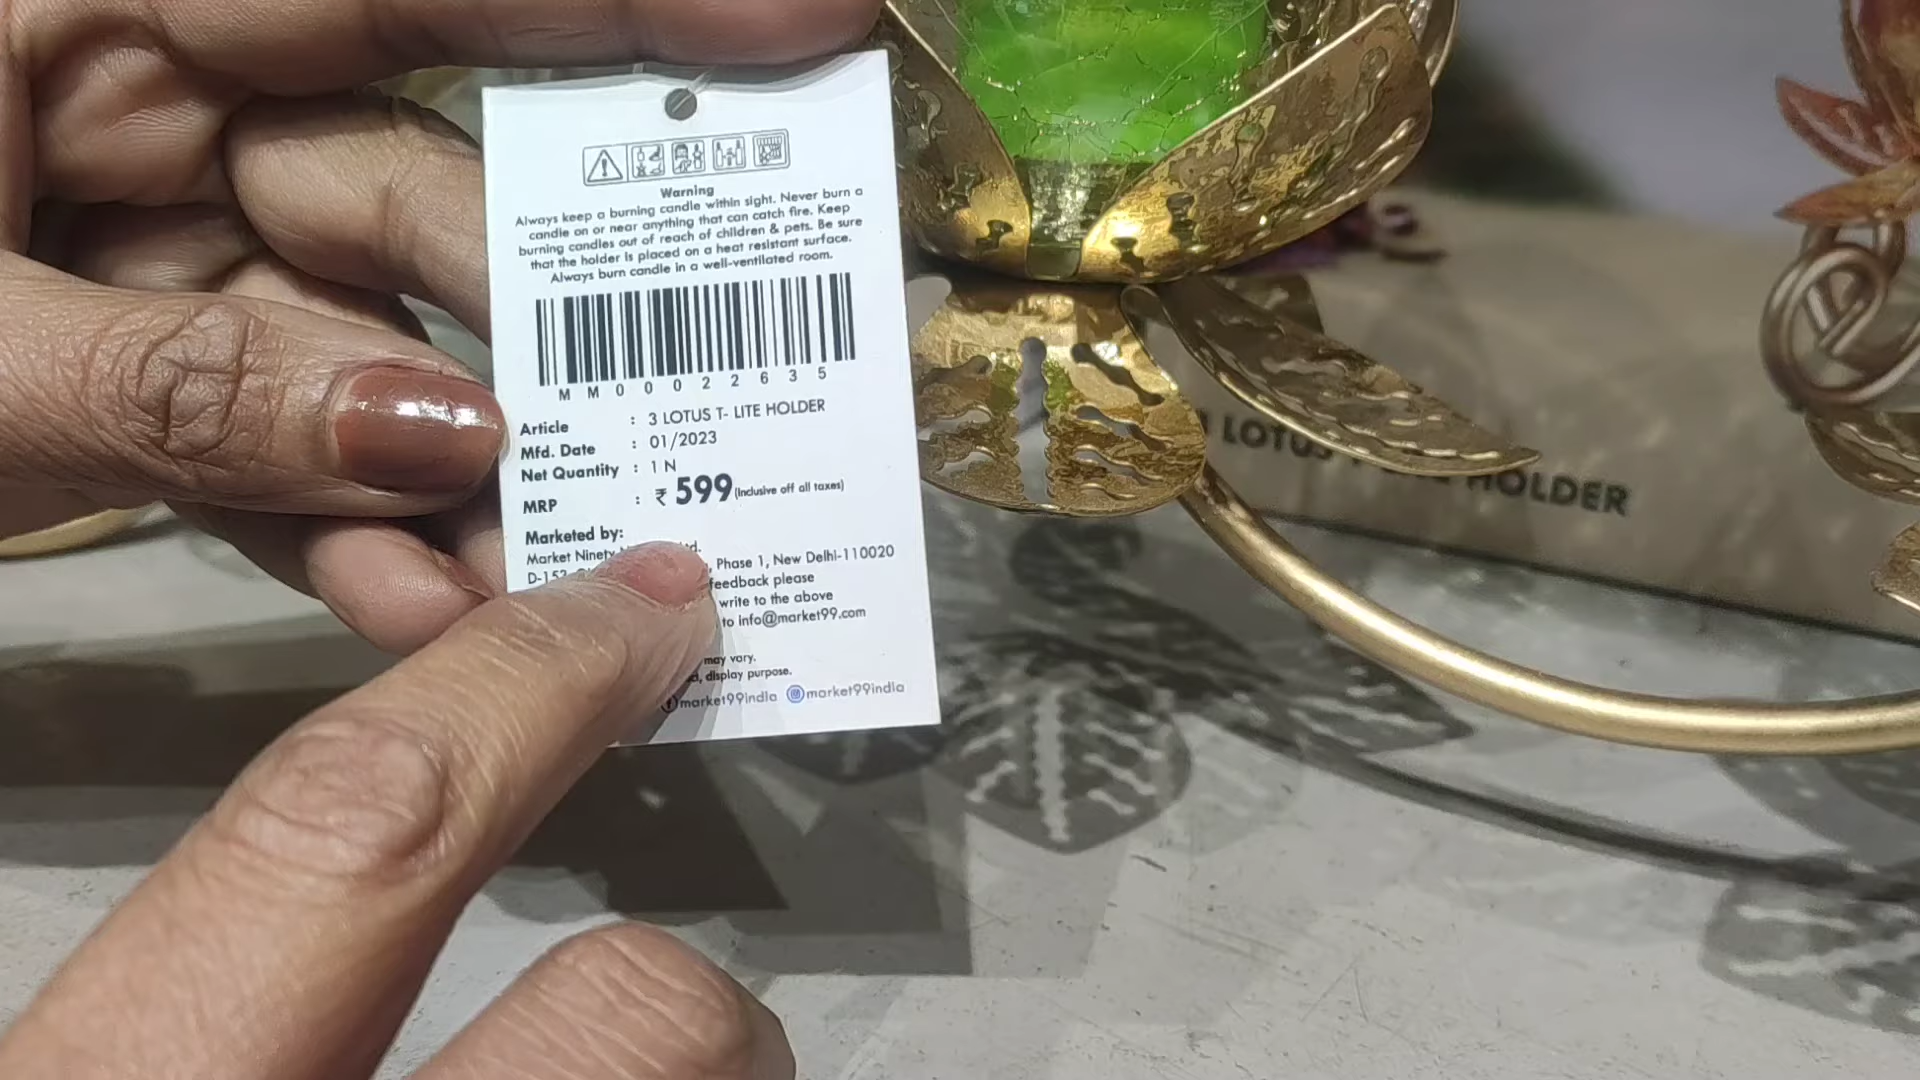 Warning
Always keep a burning candle within sight. Never burn a
candle on or near anything that can catch fire. Keep
burning candles out of reach of children & pets. Be sure
that the holder is placed on a heat resistant surface.
Always burn candle in a well-ventilated room.
MM00022635
Article : 3 LOTUS T- LITE HOLDER
Mfd. Date : 01/2023
Net Quantity : 1 N
MRP : ₹ 599 (Inclusive off all taxes)
Marketed by:
Market Ninety
, Phase 1, New Delhi-110020
feedback please
write to the above
to info@market99.com
may vary.
, display purpose.
market99india market99india
LOTUS HOLDER